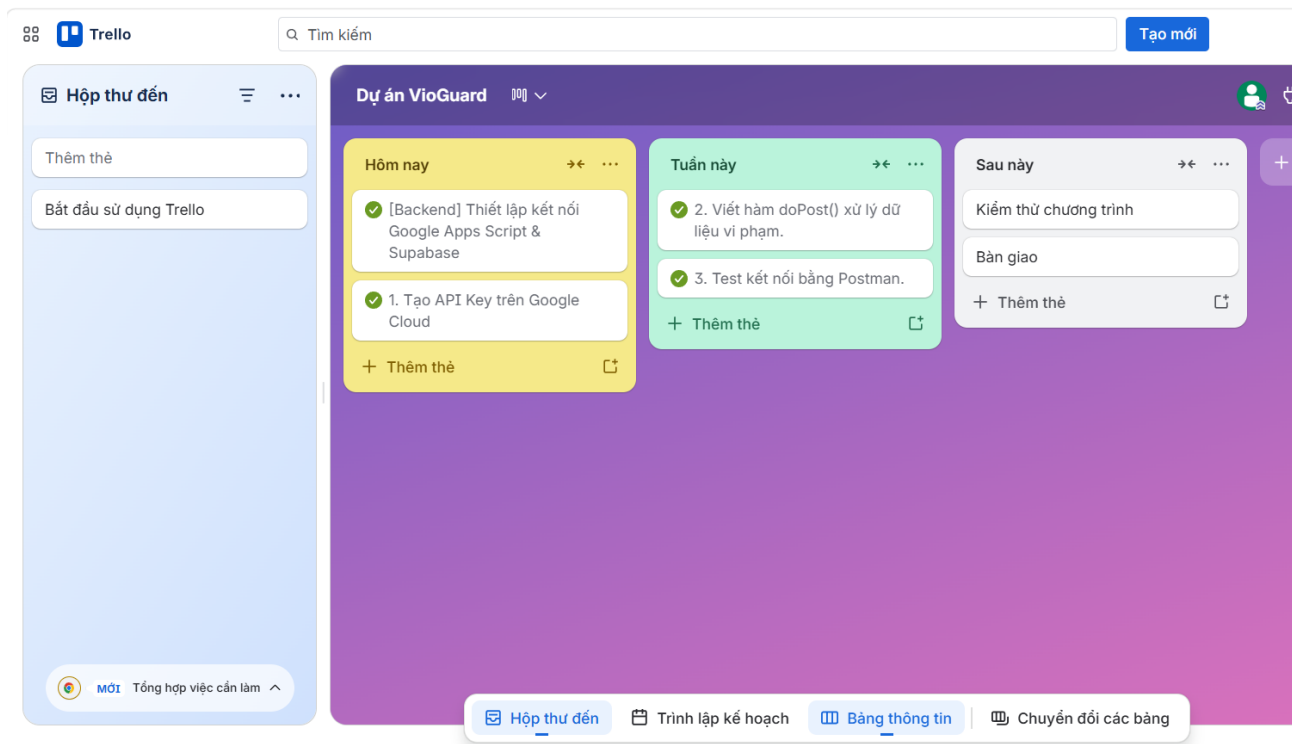 Trello
Tìm kiếm
Tạo mới
Hộp thư đến
Thêm thẻ
Bắt đầu sử dụng Trello
MỚI Tổng hợp việc cần làm
Dự án VioGuard
Hôm nay
[Backend] Thiết lập kết nối
Google Apps Script &
Supabase
1. Tạo API Key trên Google
Cloud
Thêm thẻ
Tuần này
2. Viết hàm doPost() xử lý dữ
liệu vi phạm.
3. Test kết nối bằng Postman.
Thêm thẻ
Sau này
Kiểm thử chương trình
Bàn giao
Thêm thẻ
Hộp thư đến
Trình lập kế hoạch
Bảng thông tin
Chuyển đổi các bảng